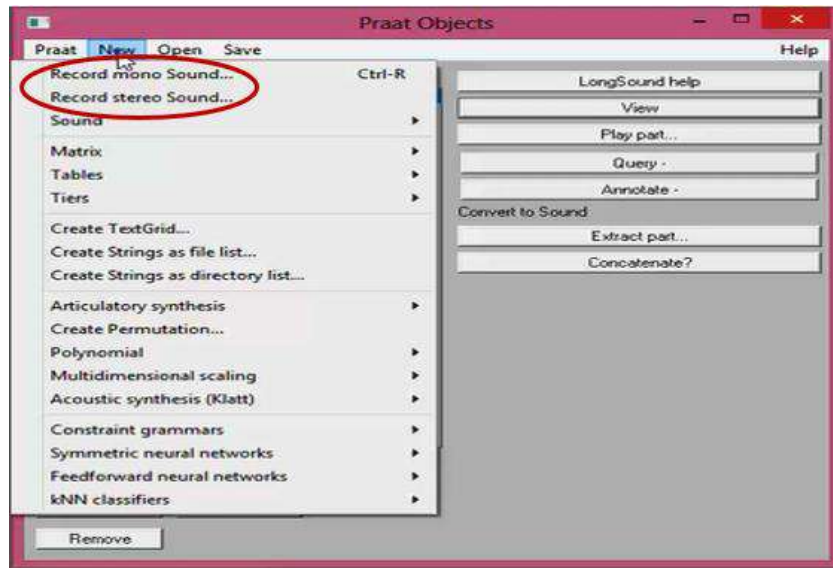 Praat Objects
Praat New Open Save Help
Record mono Sound... Ctrl-R
Record stereo Sound...
Sound
Matrix
Tables
Tiers
Create TextGrid...
Create Strings as file list...
Create Strings as directory list...
Articulatory synthesis
Create Permutation...
Polynomial
Multidimensional scaling
Acoustic synthesis (Klatt)
Constraint grammars
Symmetric neural networks
Feedforward neural networks
kNN classifiers
LongSound help
View
Play part...
Query -
Annotate -
Convert to Sound
Extract part...
Concatenate?
Remove